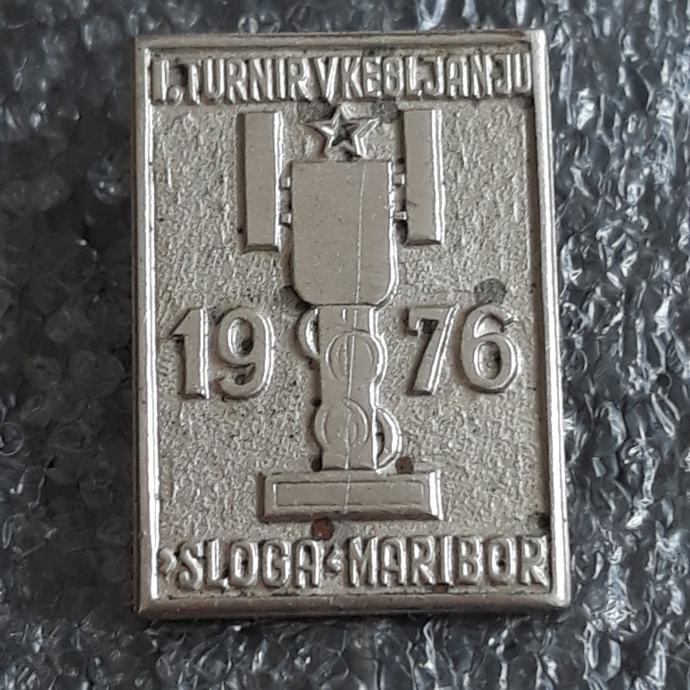 I. TURNIR V KEGLJANJU
1976
»SLOGA« MARIBOR